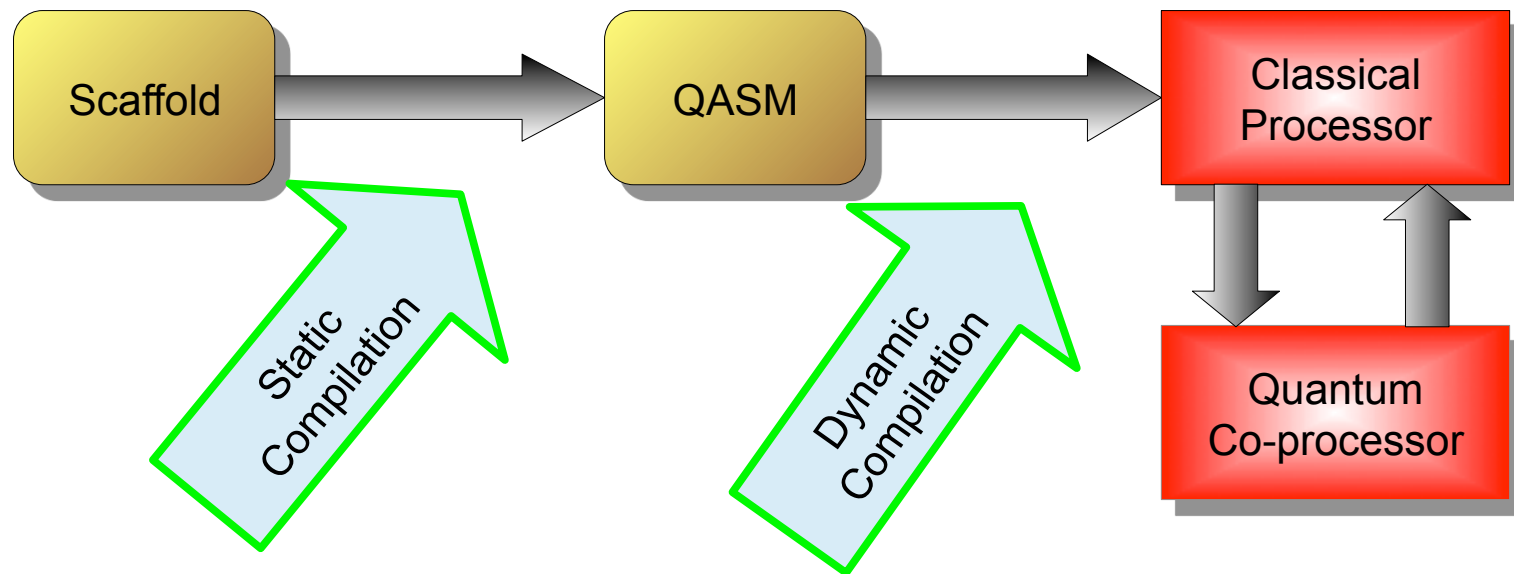 Scaffold
QASM
Classical
Processor
Static
Compilation
Dynamic
Compilation
Quantum
Co-processor